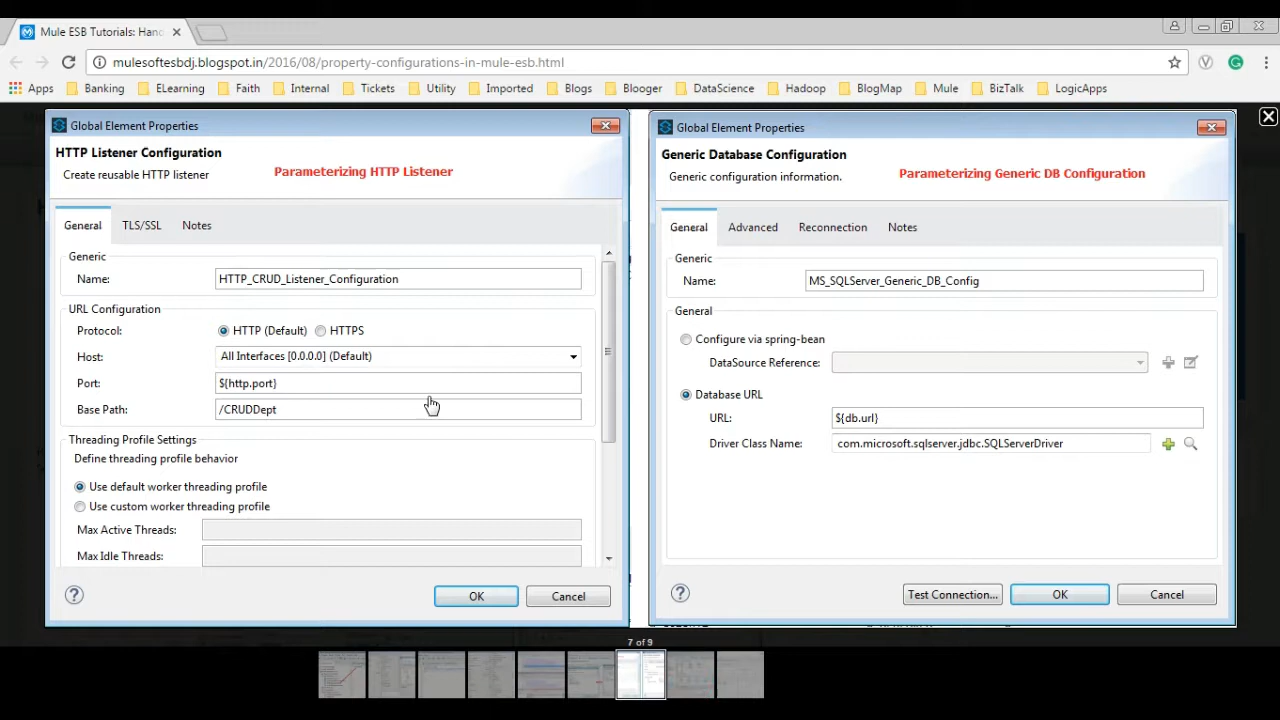 Mule ESB Tutorials: Hand
mulesoftesbdj.blogspot.in/2016/08/property-configurations-in-mule-esb.html
Apps Banking ELearning Faith Internal Tickets Utility Imported Blogs Blooger DataScience Hadoop BlogMap Mule BizTalk LogicApps
Global Element Properties
HTTP Listener Configuration
Create reusable HTTP listener
Parameterizing HTTP Listener
General TLS/SSL Notes
Generic
Name: HTTP_CRUD_Listener_Configuration
URL Configuration
Protocol: HTTP (Default) HTTPS
Host: All Interfaces [0.0.0.0] (Default)
Port: ${http.port}
Base Path: /CRUDDept
Threading Profile Settings
Define threading profile behavior
Use default worker threading profile
Use custom worker threading profile
Max Active Threads:
Max Idle Threads:
? OK Cancel
Global Element Properties
Generic Database Configuration
Generic configuration information.
Parameterizing Generic DB Configuration
General Advanced Reconnection Notes
Generic
Name: MS_SQLServer_Generic_DB_Config
General
Configure via spring-bean
DataSource Reference:
Database URL
URL: ${db.url}
Driver Class Name: com.microsoft.sqlserver.jdbc.SQLServerDriver
? Test Connection... OK Cancel
7 of 9